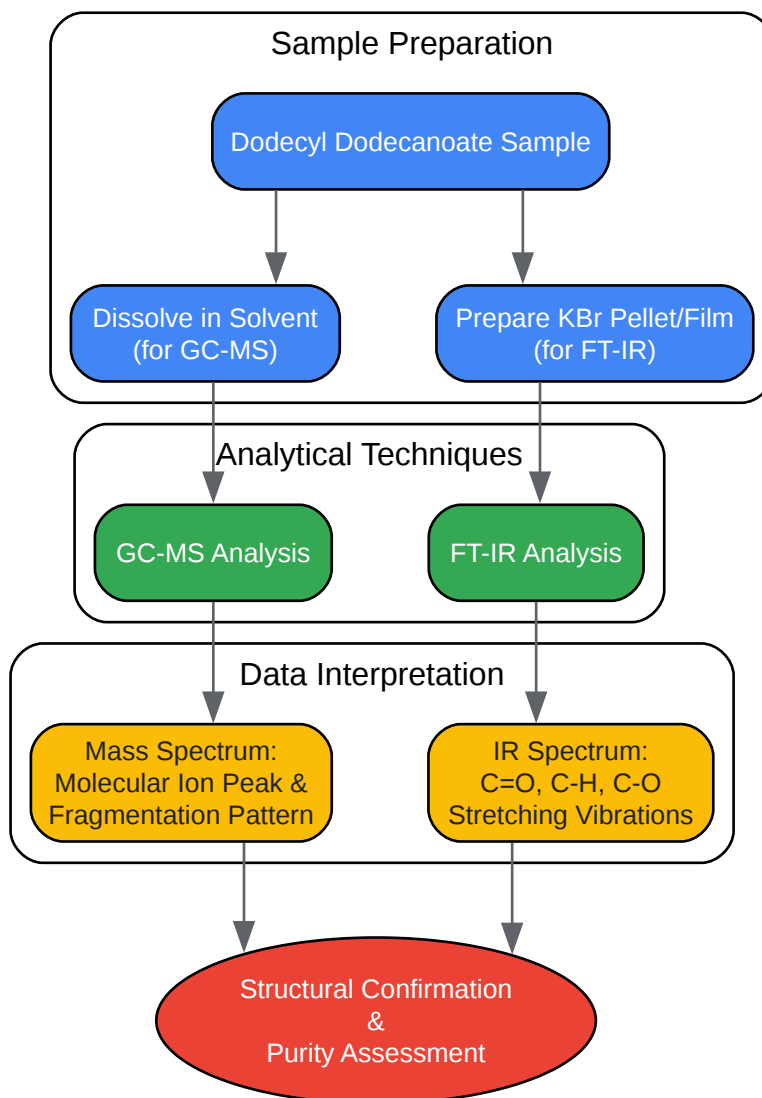 Sample Preparation
Dodecyl Dodecanoate Sample
Dissolve in Solvent
(for GC-MS)
Prepare KBr Pellet/Film
(for FT-IR)
Analytical Techniques
GC-MS Analysis
FT-IR Analysis
Data Interpretation
Mass Spectrum:
Molecular Ion Peak &
Fragmentation Pattern
IR Spectrum:
C=O, C-H, C-O
Stretching Vibrations
Structural Confirmation
&
Purity Assessment